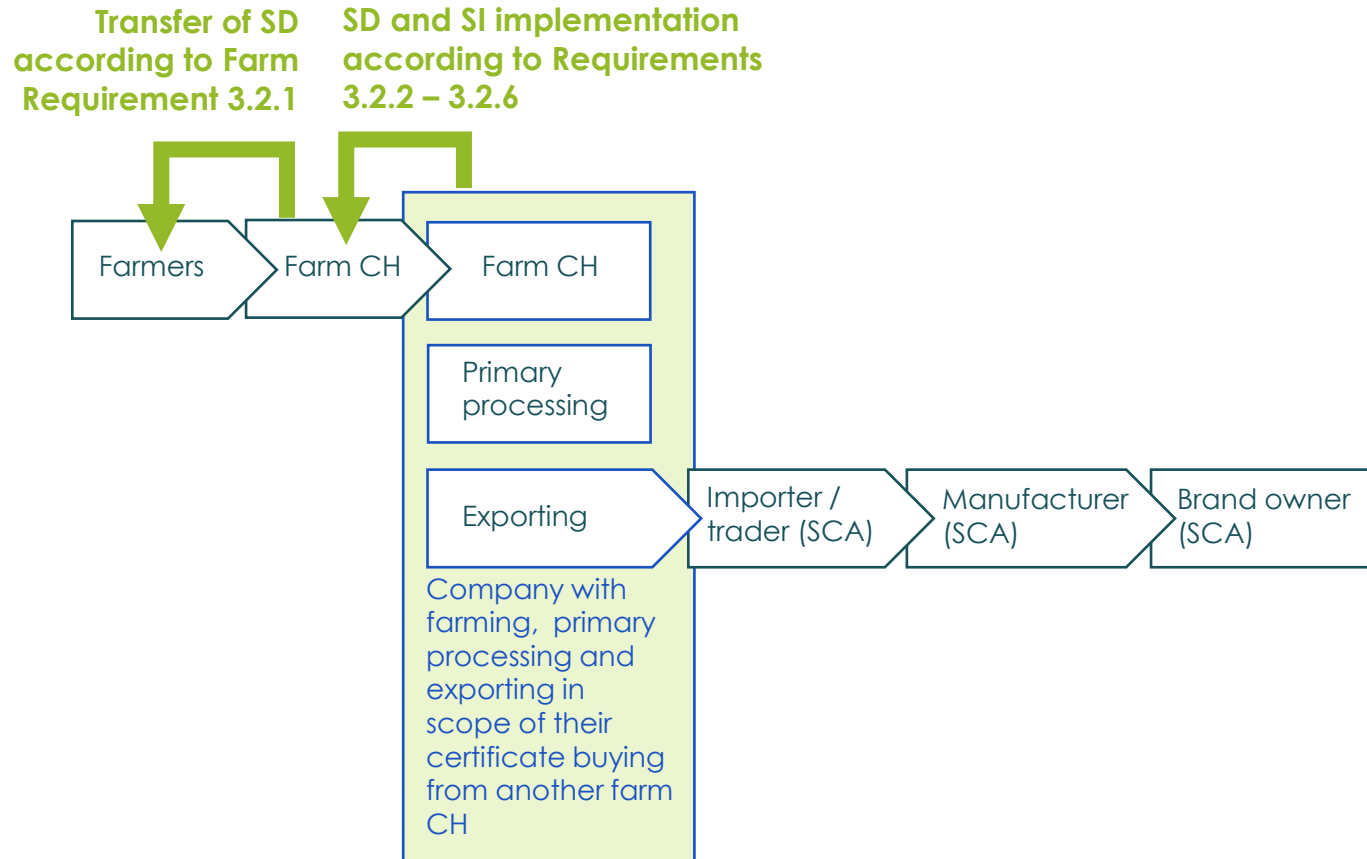 Transfer of SD
according to Farm
Requirement 3.2.1
SD and SI implementation
according to Requirements
3.2.2 – 3.2.6
Farmers
Farm CH
Farm CH
Primary
processing
Exporting
Importer /
trader (SCA)
Manufacturer
(SCA)
Brand owner
(SCA)
Company with
farming, primary
processing and
exporting in
scope of their
certificate buying
from another farm
CH